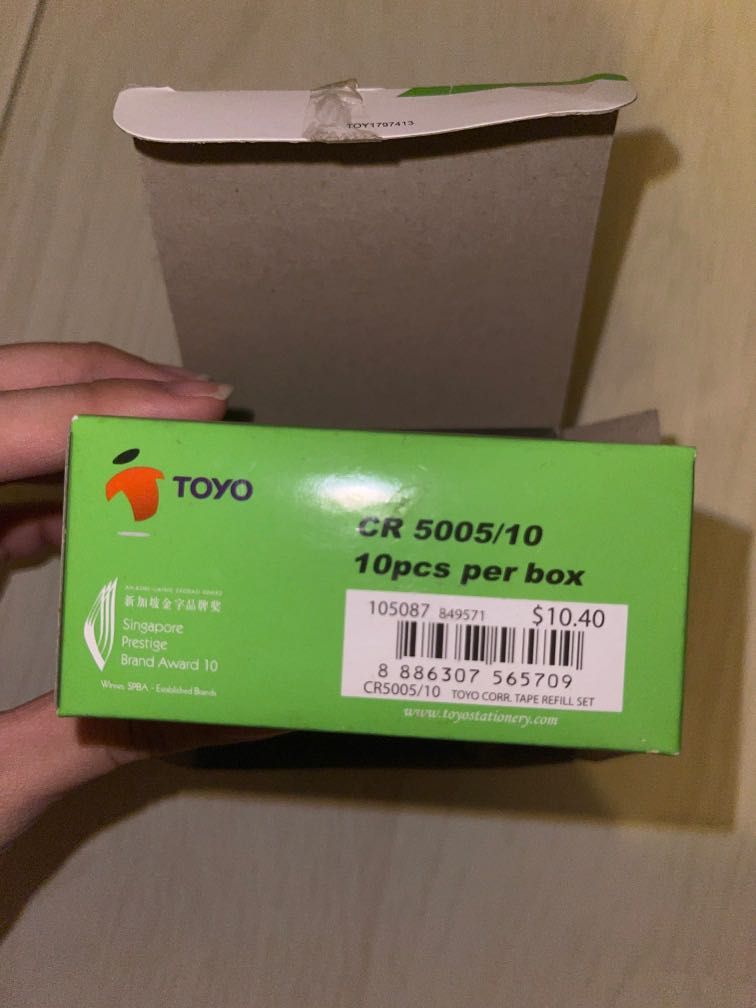 TOY1797413
TOYO
CR 5005/10
10pcs per box
新加坡金字品牌奖
Singapore
Prestige
Brand Award 10
Winner, SPBA - Established Brands
105087 849571 $10.40
8 886307 565709
CR5005/10 TOYO CORR. TAPE REFILL SET
www.toyostationery.com